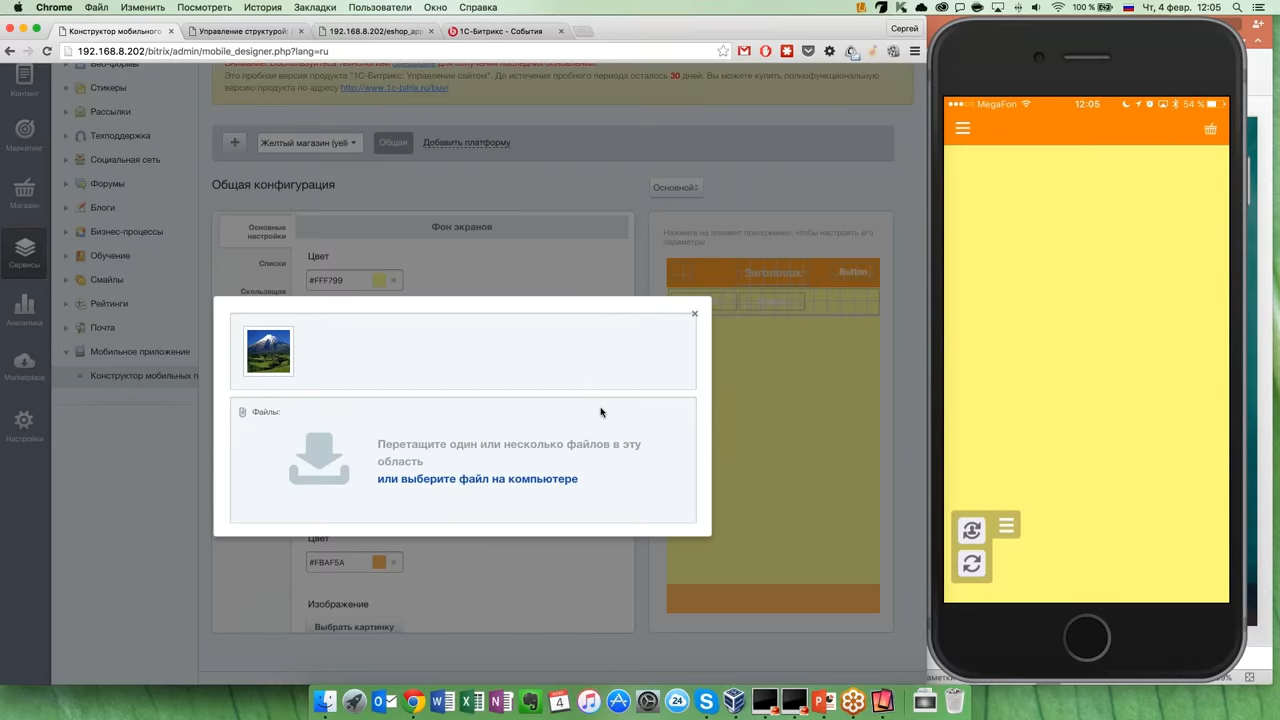 Chrome Файл Изменить Посмотреть История Закладки Пользователи Окно Справка
100 % Чт, 4 февр. 12:05
Конструктор мобильного × Управление структурой: × 192.168.8.202/eshop_app × 1С-битрикс - События × Сергей
192.168.8.202/bitrix/admin/mobile_designer.php?lang=ru
Контент
Маркетинг
Магазин
Сервисы
Аналитика
Marketplace
Настройки
Веб-формы
Стикеры
Рассылки
Техподдержка
Социальная сеть
Форумы
Блоги
Бизнес-процессы
Обучение
Смайлы
Рейтинги
Почта
Мобильное приложение
Конструктор мобильных п
Это пробная версия продукта "1С-Битрикс: Управление сайтом". До истечения пробного периода осталось 30 дней. Вы можете купить полнофункциональную
версию продукта по адресу http://www.1c-bitrix.ru/buy/
+ Желтый магазин (yell Общая Добавить платформу
Общая конфигурация
Основной
Основные
настройки
Списки
Скользящая
Фон экранов
Цвет
#FFF799 ×
Нажмите на элемент приложения, чтобы настроить его
параметры
Заголовок Button
×
Файлы:
Перетащите один или несколько файлов в эту
область
или выберите файл на компьютере
Цвет
#FBAF5A ×
Изображение
Выбрать картинку
MegaFon 12:05 54 %
4
24